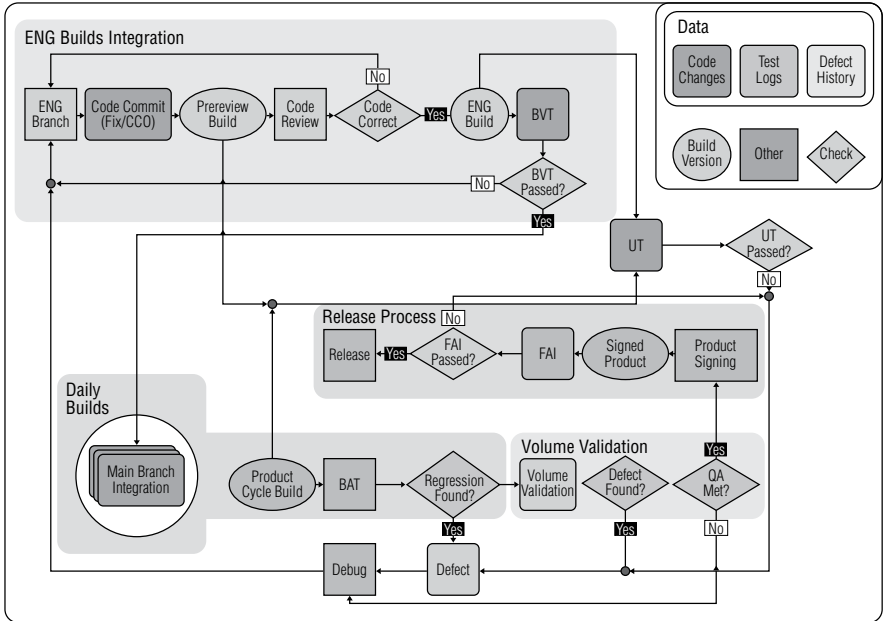 ENG Builds Integration
No
ENG
Branch
Code Commit
(Fix/CCO)
Prereview
Build
Code
Review
Code
Correct
Yes
ENG
Build
BVT
No
BVT
Passed?
Yes
Data
Code
Changes
Test
Logs
Defect
History
Build
Version
Other
Check
UT
UT
Passed?
No
Release Process
No
Release
Yes
FAI
Passed?
FAI
Signed
Product
Product
Signing
Daily
Builds
Main Branch
Integration
Product
Cycle Build
BAT
Regression
Found?
Yes
Volume Validation
Volume
Validation
Defect
Found?
Yes
Yes
QA
Met?
No
Debug
Defect